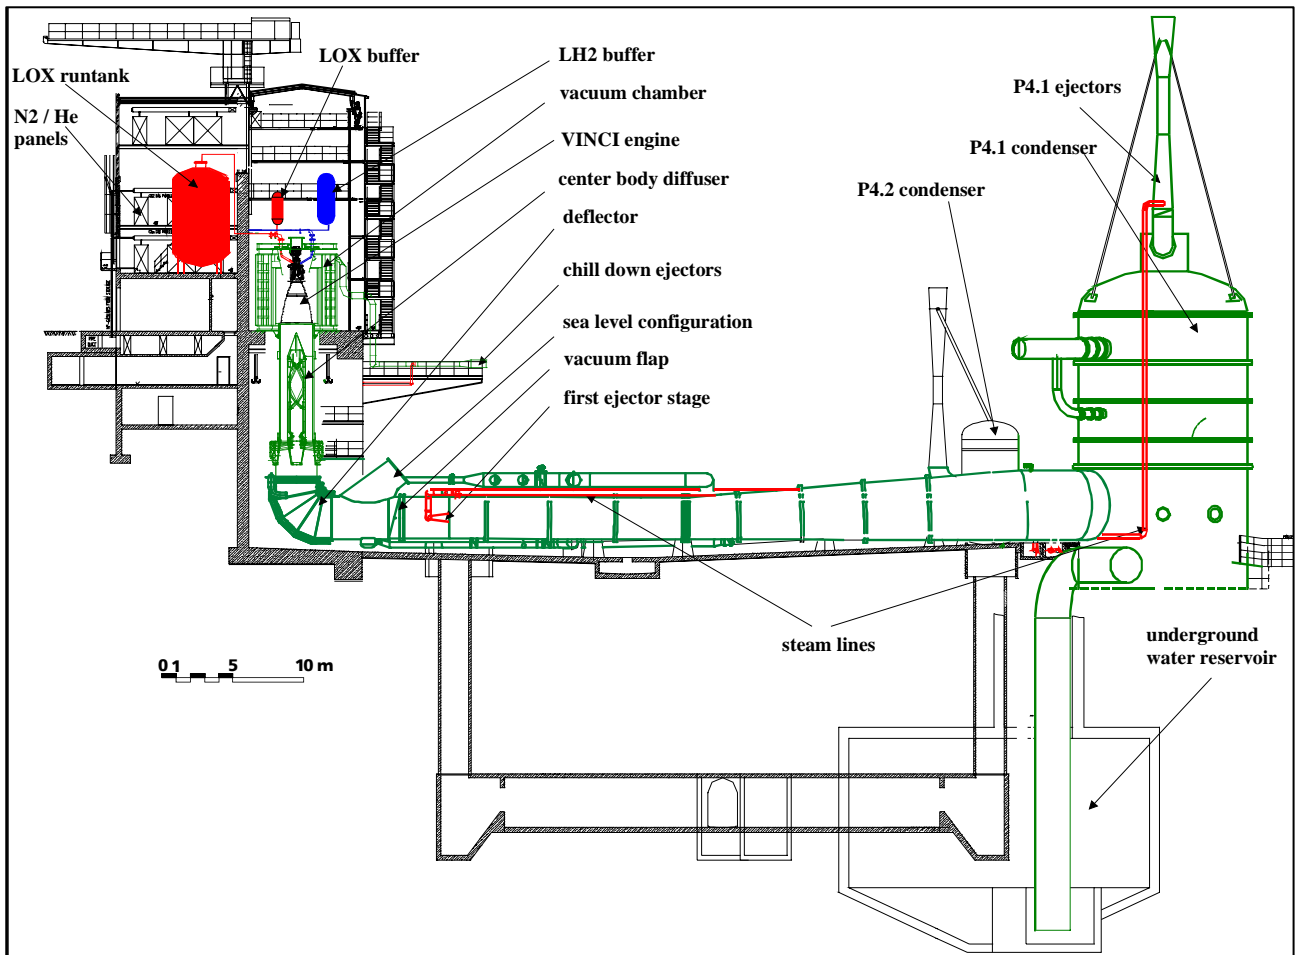 LOX buffer
LH2 buffer
LOX runtank
vacuum chamber
P4.1 ejectors
N2 / He
panels
VINCI engine
P4.1 condenser
center body diffuser
P4.2 condenser
deflector
chill down ejectors
sea level configuration
vacuum flap
first ejector stage
steam lines
underground
water reservoir
0 1 5 10 m